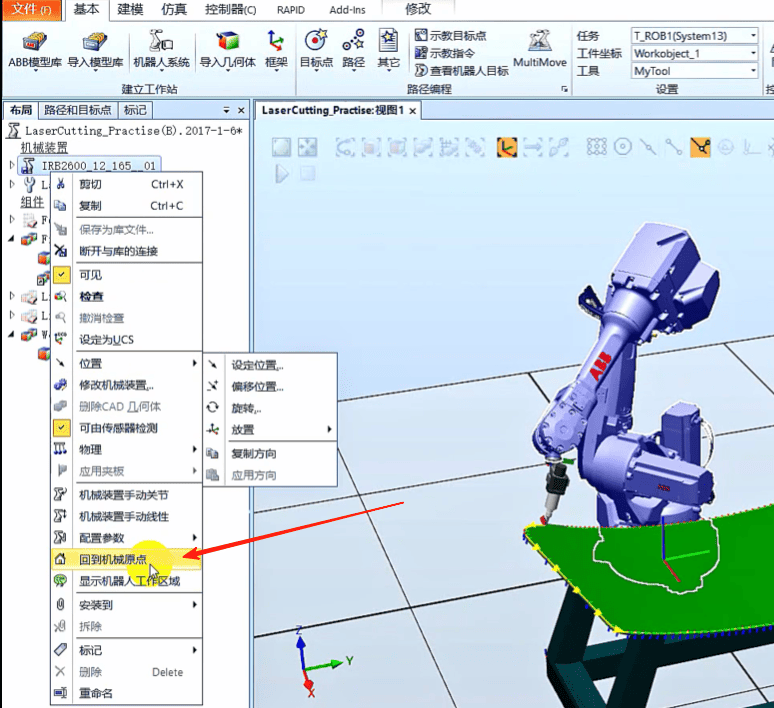 文件(F) 基本 建模 仿真 控制器(C) RAPID Add-Ins 修改
ABB模型库 导入模型库 机器人系统 导入几何体 框架 目标点 路径 其它
示教目标点
示教指令
查看机器人目标
MultiMove
任务 T_ROB1(System13)
工件坐标 Workobject_1
工具 MyTool
建立工作站 路径编程 设置
布局 路径和目标点 标记
LaserCutting_Practise:视图1
LaserCutting_Practise(B).2017-1-6*
机械装置
IRB2600_12_165__01
L
组件
F
F
L
L
W
剪切 Ctrl+X
复制 Ctrl+C
保存为库文件...
断开与库的连接
可见
检查
撤消检查
设定为UCS
位置
修改机械装置...
删除CAD 几何体
可由传感器检测
物理
应用夹板
机械装置手动关节
机械装置手动线性
配置参数
回到机械原点
显示机器人工作区域
安装到
拆除
标记
删除 Delete
重命名
设定位置...
偏移位置...
旋转...
放置
复制方向
应用方向
ABB
ABB
Z
Y
X